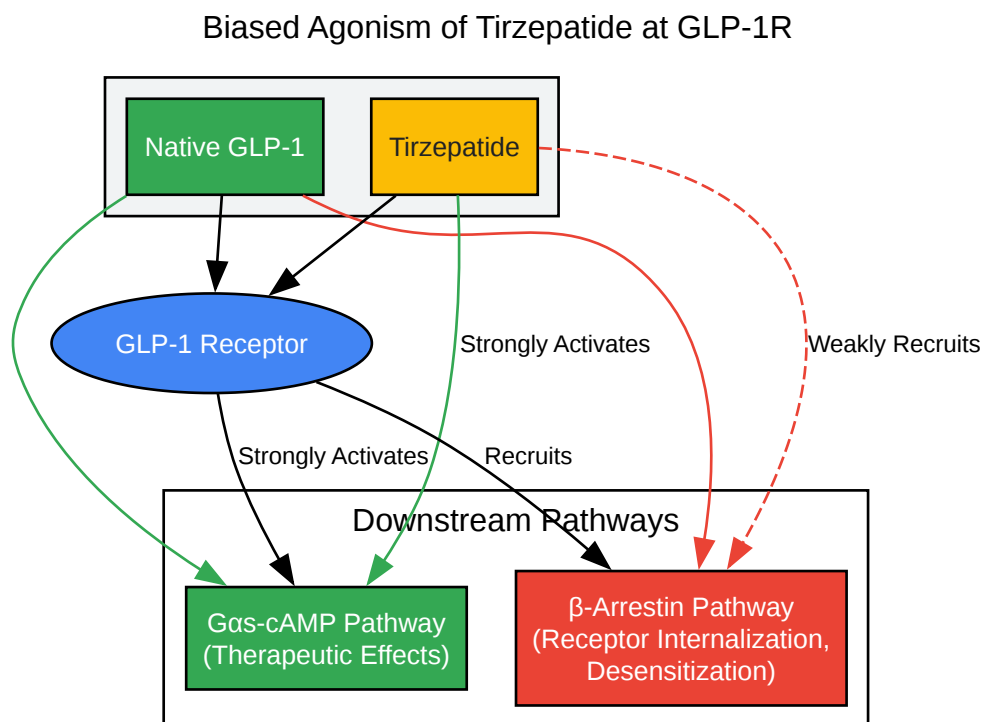 Biased Agonism of Tirzepatide at GLP-1R
Native GLP-1
Tirzepatide
GLP-1 Receptor
Strongly Activates
Weakly Recruits
Strongly Activates
Recruits
Downstream Pathways
Gαs-cAMP Pathway
(Therapeutic Effects)
β-Arrestin Pathway
(Receptor Internalization,
Desensitization)